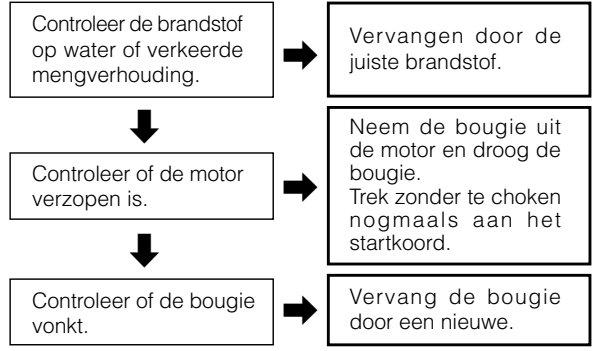 Controleer de brandstof
op water of verkeerde
mengverhouding.
Vervangen door de
juiste brandstof.
Controleer of de motor
verzopen is.
Neem de bougie uit
de motor en droog de
bougie.
Trek zonder te choken
nogmaals aan het
startkoord.
Controleer of de bougie
vonkt.
Vervang de bougie
door een nieuwe.